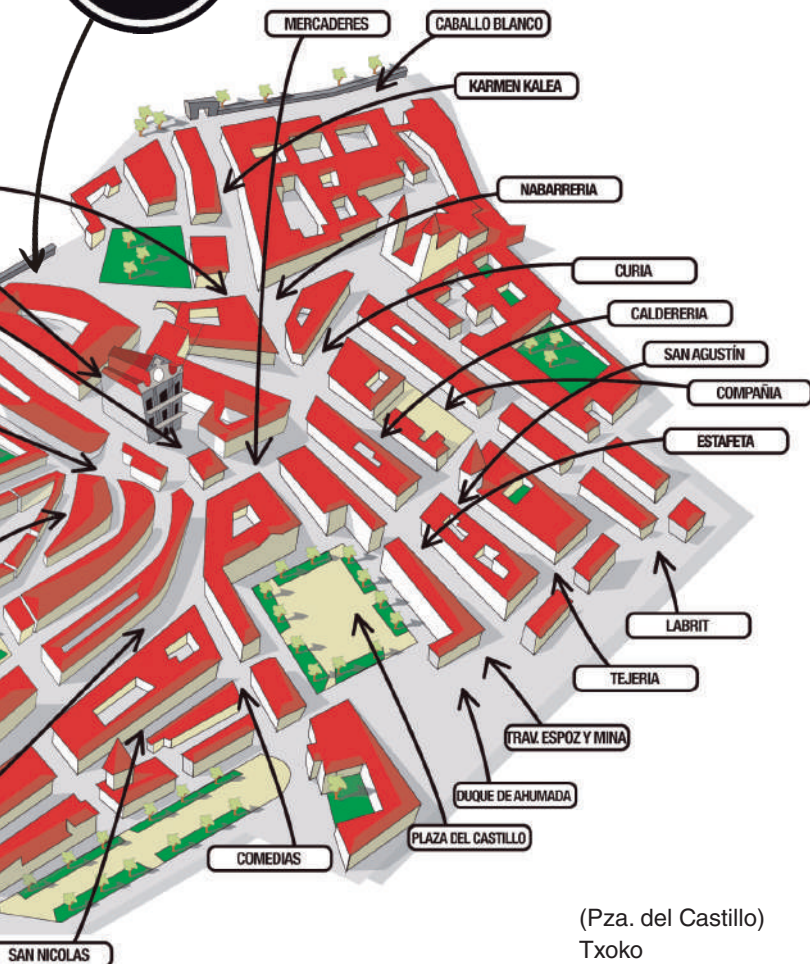 MERCADERES
CABALLO BLANCO
KARMEN KALEA
NABARRERIA
CURIA
CALDERERIA
SAN AGUSTÍN
COMPAÑIA
ESTAFETA
LABRIT
TEJERIA
TRAV. ESPOZ Y MINA
DUQUE DE AHUMADA
PLAZA DEL CASTILLO
COMEDIAS
SAN NICOLAS
(Pza. del Castillo)
Txoko